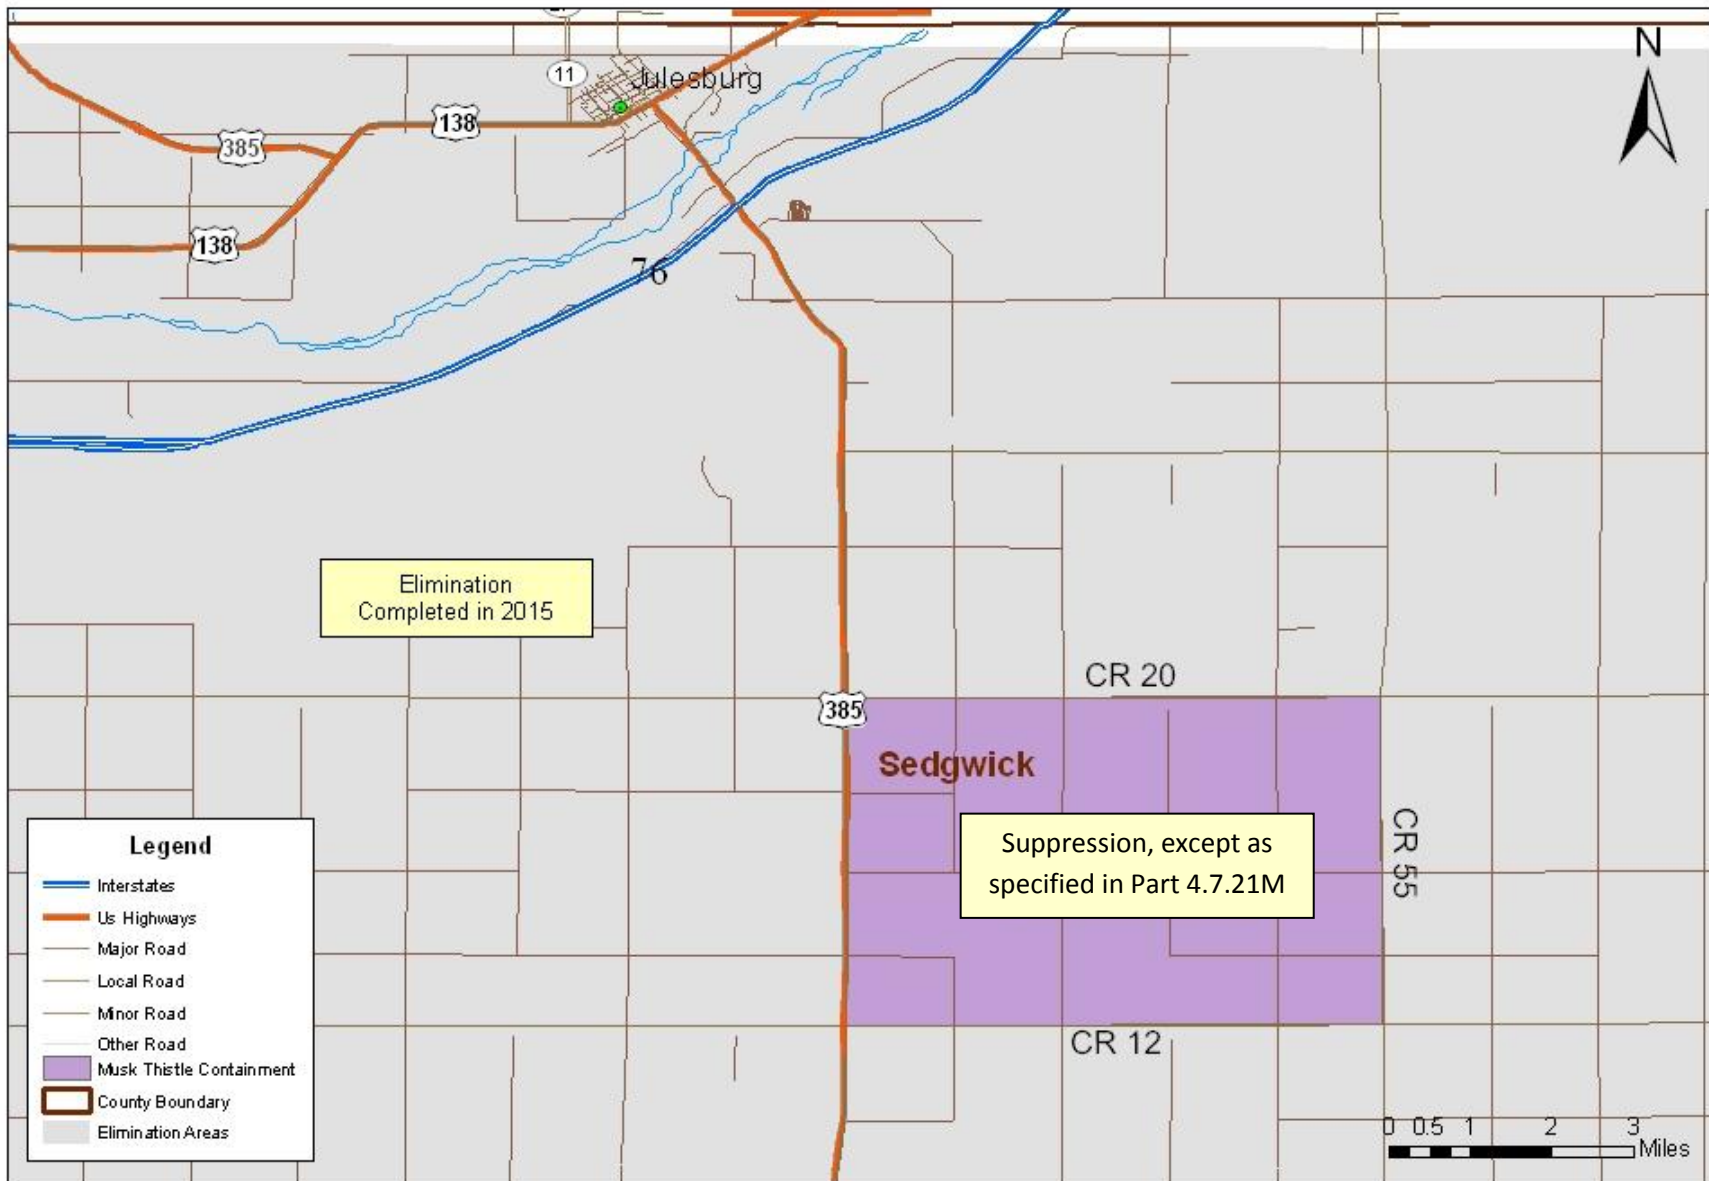 N
11
Julesburg
138
385
138
76
Elimination
Completed in 2015
CR 20
385
Sedgwick
Suppression, except as
specified in Part 4.7.21M
CR 55
CR 12
Legend
Interstates
Us Highways
Major Road
Local Road
Minor Road
Other Road
Musk Thistle Containment
County Boundary
Elimination Areas
0 0.5 1 2 3
Miles